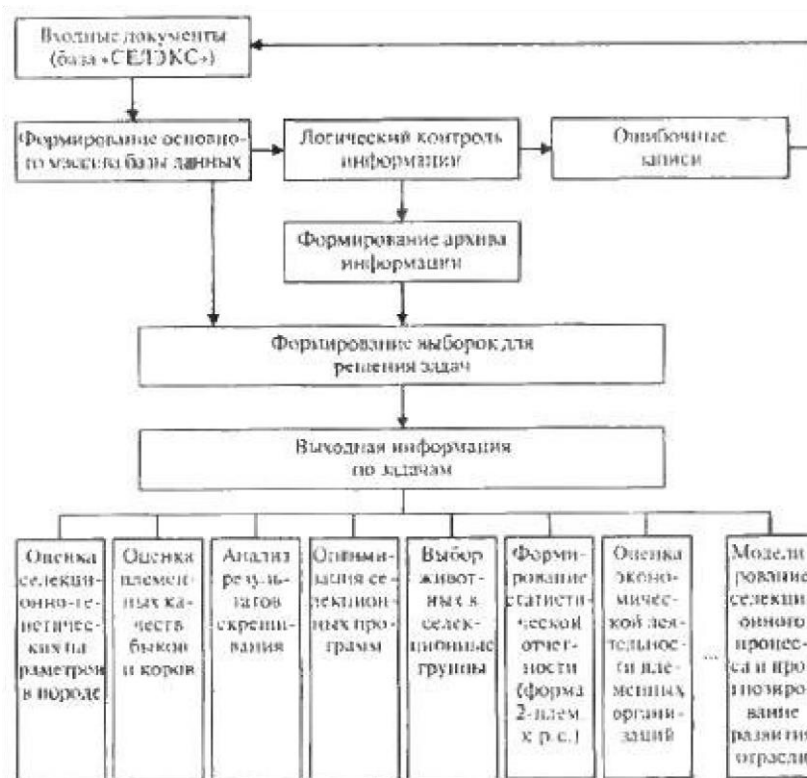 Входные документы
(база «СЕЛЭКС»)
Формирование основно-
го массива базы данных
Логический контроль
информации
Ошибочные
записи
Формирование архива
информации
Формирование выборок для
решения задач
Выходная информация
по задачам
Оценка
селекци-
онно-ге-
нетичес-
ких па-
раметров
в породе
Оценка
племен-
ных ка-
честв
быков
и коров
Анализ
резуль-
татов
скрещи-
вания
Оптими-
зация се-
лекцион-
ных про-
грамм
Выбор
живот-
ных в
селек-
ционные
группы
Форми-
рование
статисти-
ческой
отчет-
ности
(форма
2-плем.
к.р.с.)
Оценка
эконо-
мичес-
кой дея-
тельнос-
ти пле-
менных
органи-
заций
...
Модели-
рование
селекци-
онного
процес-
са и про-
гнозиро-
вание
развития
отрасли